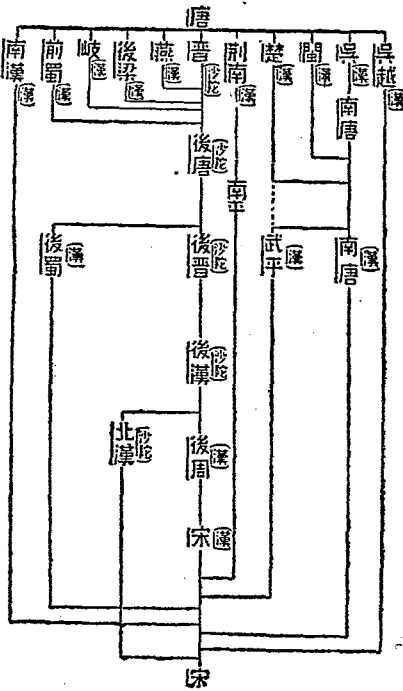 唐
南漢 漢
前蜀 漢
岐 漢
後梁 漢
燕 漢
晉 沙陀
荆南 漢
楚 漢
閩 漢
吳 漢
吳越 漢
南唐
後唐 沙陀
南平
後蜀 漢
後晉 沙陀
武平 漢
南唐 漢
後漢 沙陀
北漢 沙陀
後周 漢
宋 漢
宋